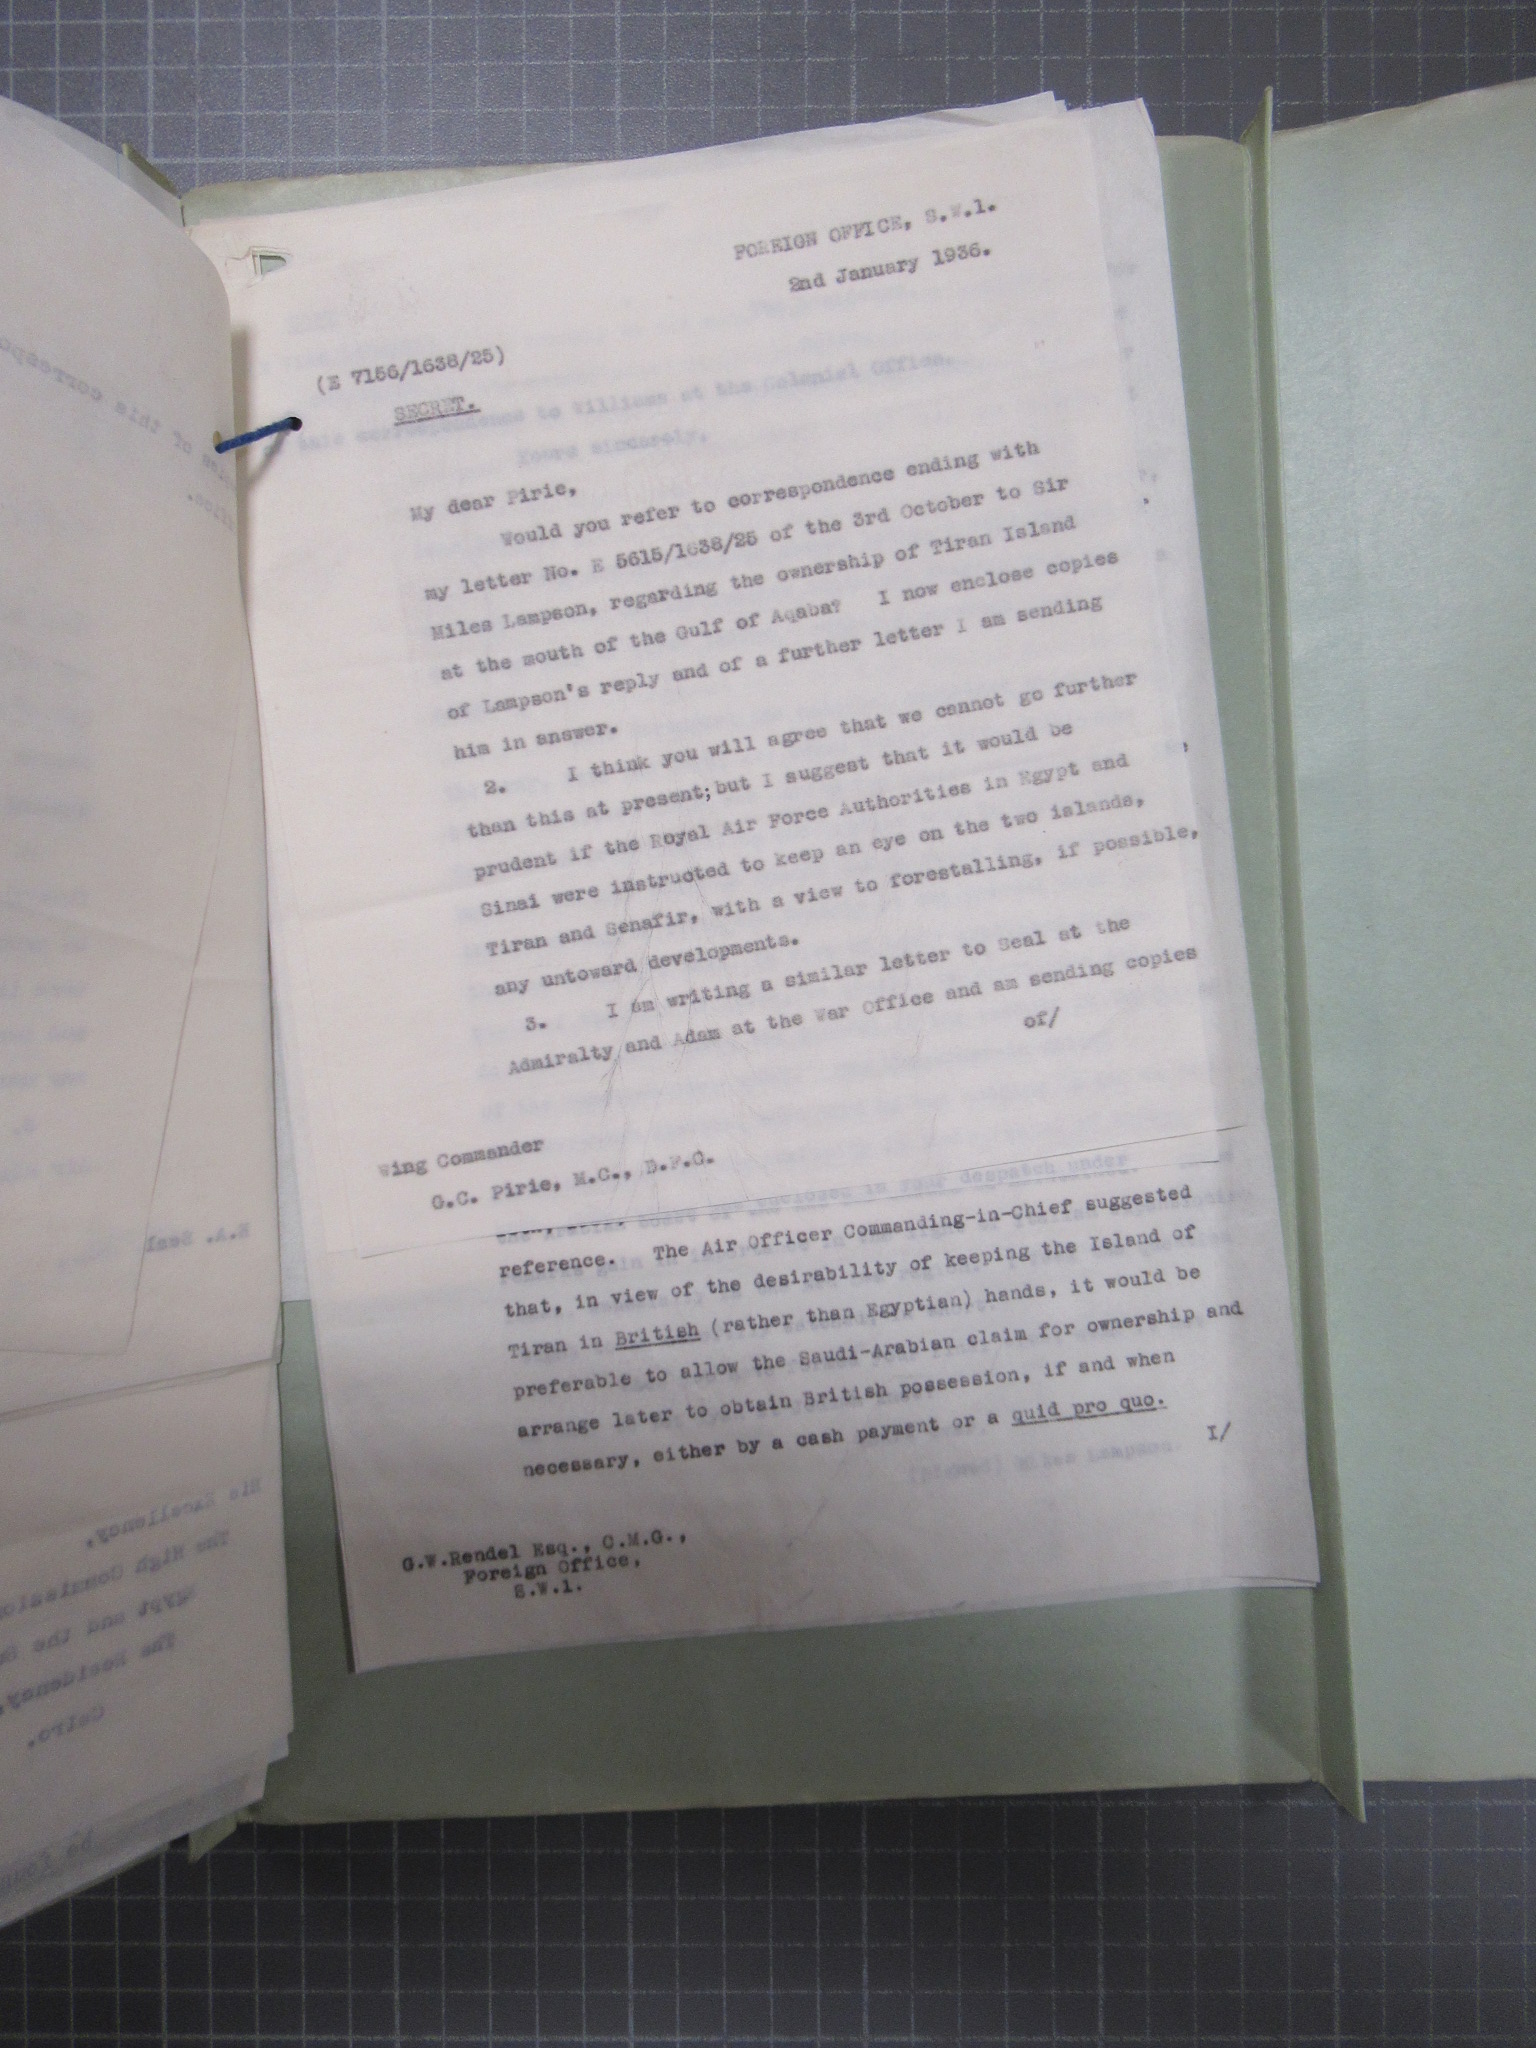 FOREIGN OFFICE, S.W.1.
2nd January 1936.
(E 7156/1638/25)
SECRET.
My dear Pirie,
Would you refer to correspondence ending with
my letter No. E 5615/1638/25 of the 3rd October to Sir
Miles Lampson, regarding the ownership of Tiran Island
at the mouth of the Gulf of Aqaba? I now enclose copies
of Lampson's reply and of a further letter I am sending
him in answer.
2. I think you will agree that we cannot go further
than this at present; but I suggest that it would be
prudent if the Royal Air Force Authorities in Egypt and
Sinai were instructed to keep an eye on the two islands,
Tiran and Senafir, with a view to forestalling, if possible,
any untoward developments.
3. I am writing a similar letter to Seal at the
Admiralty and Adam at the War Office and am sending copies
of/
Wing Commander
G.C. Pirie, M.C., D.F.C.
reference. The Air Officer Commanding-in-Chief suggested
that, in view of the desirability of keeping the Island of
Tiran in British (rather than Egyptian) hands, it would be
preferable to allow the Saudi-Arabian claim for ownership and
arrange later to obtain British possession, if and when
necessary, either by a cash payment or a quid pro quo.
I/
G.W.Rendel Esq., C.M.G.,
Foreign Office,
S.W.1.